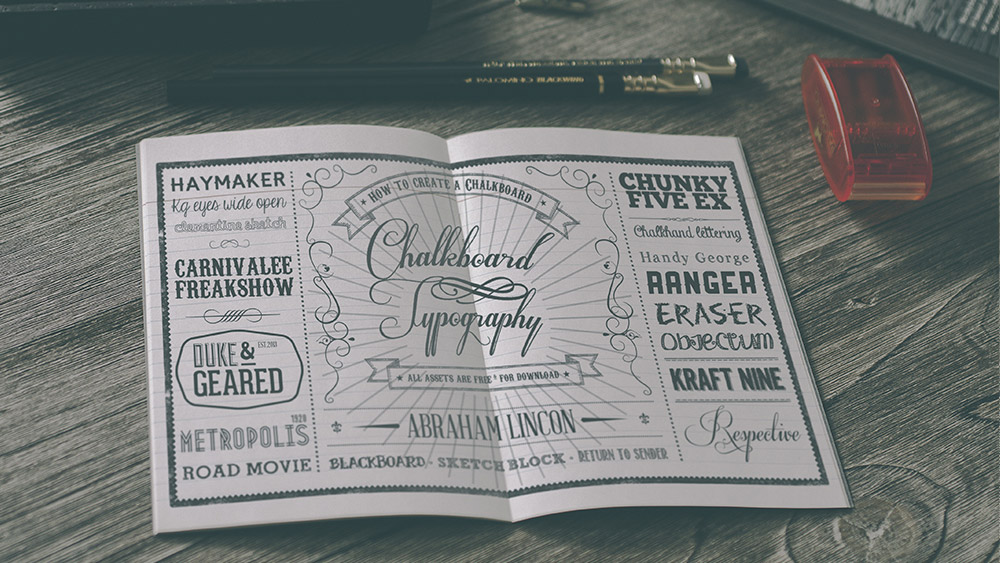 HAYMAKER
Kg eyes wide open
clementine sketch
CARNIVALEE
FREAKSHOW
DUKE &
EST. 2013
GEARED
1920
METROPOLIS
ROAD MOVIE
HOW TO CREATE A CHALKBOARD
Chalkboard
Typography
★ ALL ASSETS ARE FREE* FOR DOWNLOAD ★
ABRAHAM LINCON
BLACKBOARD · SKETCH BLOCK · RETURN TO SENDER
CHUNKY
FIVE EX
Chalkhand lettering
Handy George
RANGER
ERASER
OBJECTUM
KRAFT NINE
Respective
BLACKWING